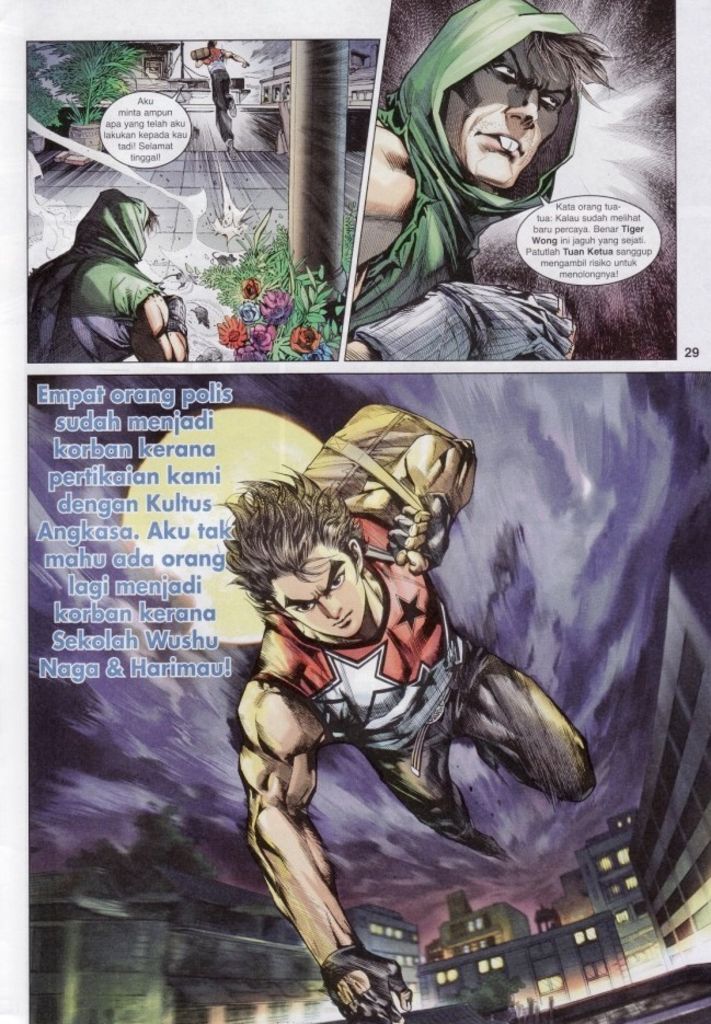 Aku
minta ampun
apa yang telah aku
lakukan kepada kau
tadi! Selamat
tinggal!
Kata orang tua-
tua: Kalau sudah melihat
baru percaya. Benar Tiger
Wong ini jaguh yang sejati.
Patutlah Tuan Ketua sanggup
mengambil risiko untuk
menolongnya!
29
Empat orang polis
sudah menjadi
korban kerana
pertikaian kami
dengan Kultus
Angkasa. Aku tak
mahu ada orang
lagi menjadi
korban kerana
Sekolah Wushu
Naga & Harimau!